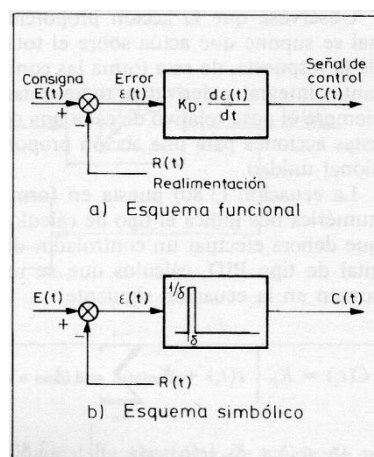 Consigna
E(t)
Error
ε(t)
Señal de
control
C(t)
+
−
K_D · dε(t)/dt
R(t)
Realimentación
a) Esquema funcional
E(t)
ε(t)
1/δ
δ
C(t)
+
−
R(t)
b) Esquema simbólico